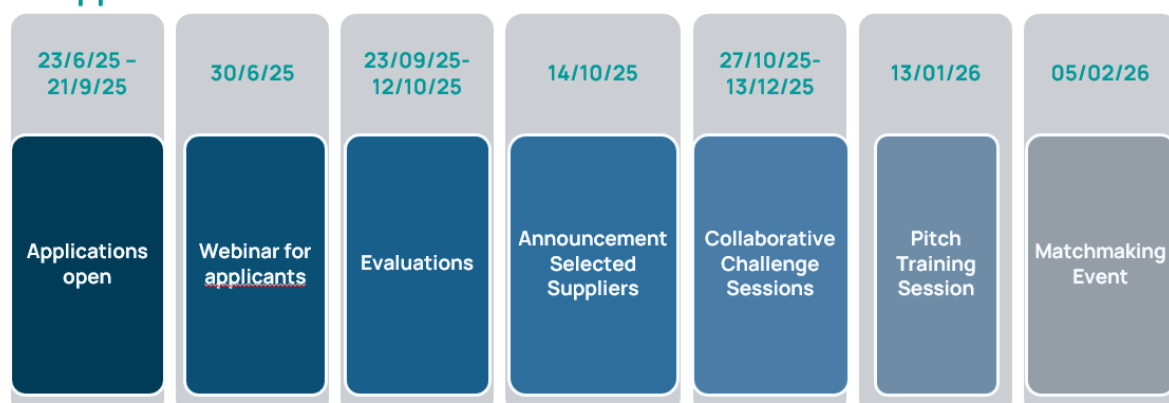 23/6/25 –
21/9/25
30/6/25
23/09/25-
12/10/25
14/10/25
27/10/25-
13/12/25
13/01/26
05/02/26
Applications
open
Webinar for
applicants
Evaluations
Announcement
Selected
Suppliers
Collaborative
Challenge
Sessions
Pitch
Training
Session
Matchmaking
Event